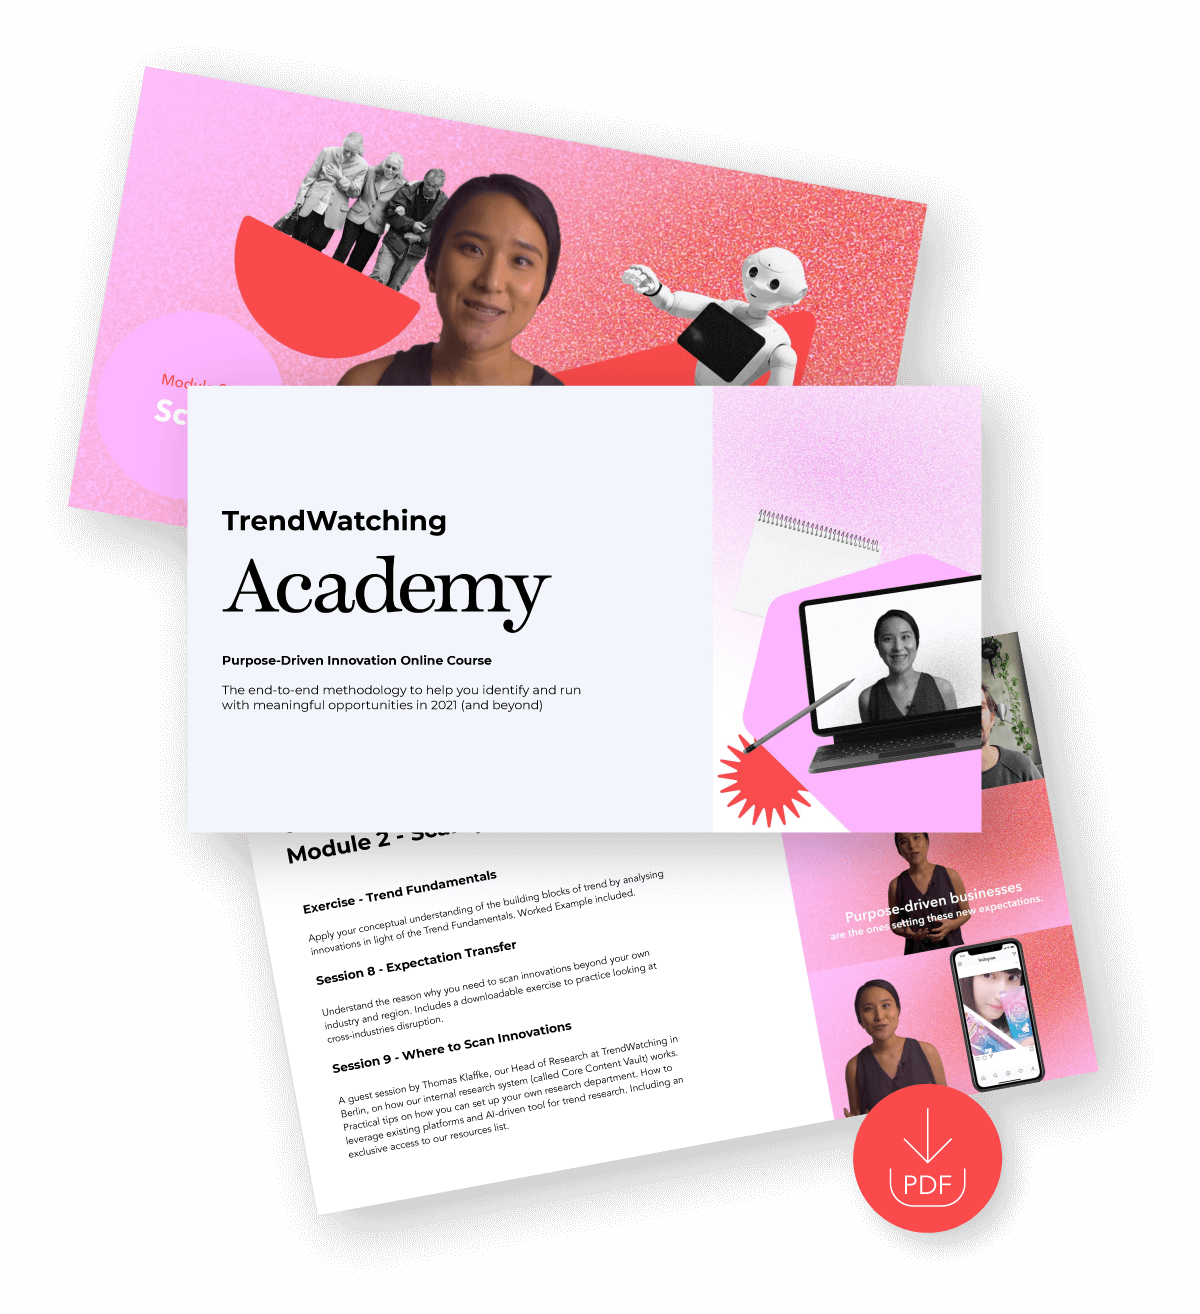 Module
Sc
TrendWatching
Academy
Purpose-Driven Innovation Online Course
The end-to-end methodology to help you identify and run
with meaningful opportunities in 2021 (and beyond)
Module 2 -
Exercise - Trend Fundamentals
Apply your conceptual understanding of the building blocks of trend by analysing
innovations in light of the Trend Fundamentals. Worked Example included.
Session 8 - Expectation Transfer
Understand the reason why you need to scan innovations beyond your own
industry and region. Includes a downloadable exercise to practice looking at
cross-industries disruption.
Session 9 - Where to Scan Innovations
A guest session by Thomas Klaffke, our Head of Research at TrendWatching in
Berlin, on how our internal research system (called Core Content Vault) works.
Practical tips on how you can set up your own research department. How to
leverage existing platforms and AI-driven tool for trend research. Including an
exclusive access to our resources list.
Purpose-driven businesses
are the ones setting these new expectations.
Instagram
PDF